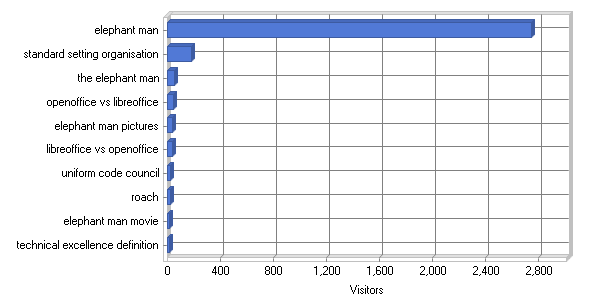 elephant man
standard setting organisation
the elephant man
openoffice vs libreoffice
elephant man pictures
libreoffice vs openoffice
uniform code council
roach
elephant man movie
technical excellence definition
0 400 800 1,200 1,600 2,000 2,400 2,800
Visitors